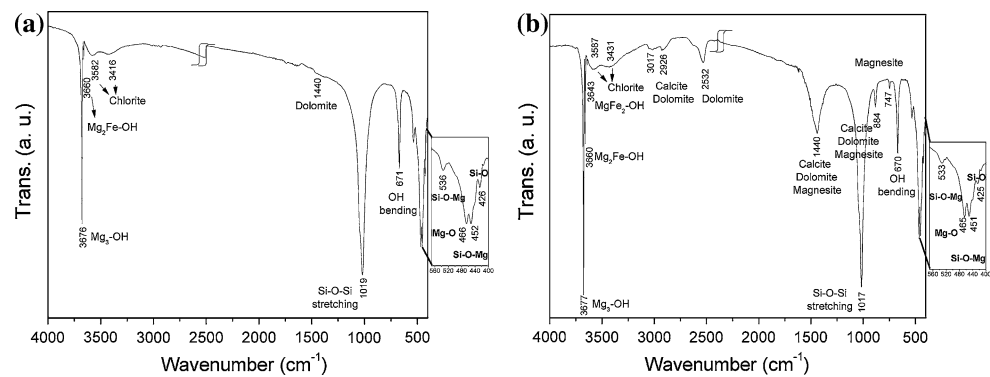 (a)
Trans. (a. u.)
3676
Mg3-OH
3660
Mg2Fe-OH
3582
3416
Chlorite
1440
Dolomite
Si-O-Si
stretching
1019
671
OH
bending
536
Si-O-Mg
Mg-O
466
452
Si-O-Mg
Si-O
426
560 520 480 440 400
4000 3500 3000 2500 2000 1500 1000 500
Wavenumber (cm-1)
(b)
Trans. (a. u.)
3677
Mg3-OH
3660
Mg2Fe-OH
3643
MgFe2-OH
3587
3431
Chlorite
3017
2926
Calcite
Dolomite
2532
Dolomite
1440
Calcite
Dolomite
Magnesite
Si-O-Si
stretching
1017
Calcite
Dolomite
Magnesite
884
Magnesite
747
670
OH
bending
533
Si-O-Mg
Mg-O
465
451
Si-O-Mg
Si-O
425
560 520 480 440 400
4000 3500 3000 2500 2000 1500 1000 500
Wavenumber (cm-1)